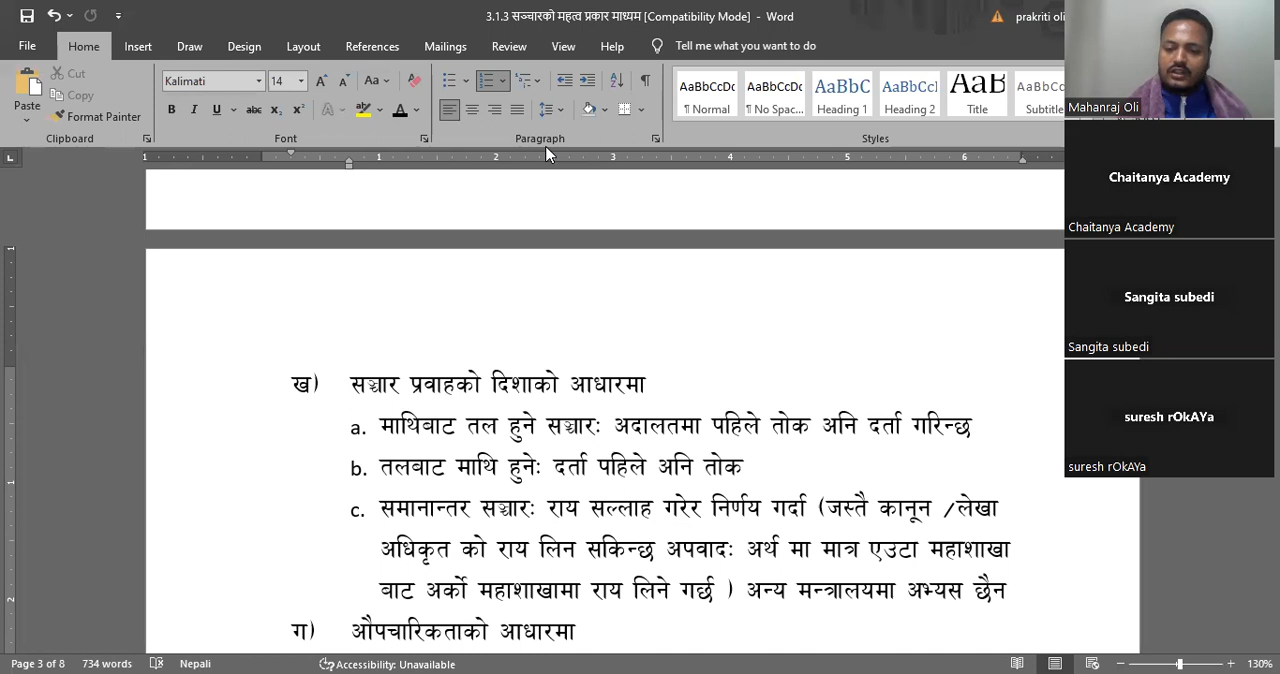 3.1.3 सञ्चारको महत्व प्रकार माध्यम [Compatibility Mode] - Word
prakriti oli
File Home Insert Draw Design Layout References Mailings Review View Help Tell me what you want to do
Paste
Cut
Copy
Format Painter
Clipboard
Kalimati 14
Font
Paragraph
AaBbCcDc AaBbCcDc AaBbC AaBbCcI AaBb AaBbCcD
¶ Normal ¶ No Spac... Heading 1 Heading 2 Title Subtitle
Styles
Mahanraj Oli
Chaitanya Academy
Chaitanya Academy
Sangita subedi
Sangita subedi
suresh rOkAYa
suresh rOkAYa
ख) सञ्चार प्रवाहको दिशाको आधारमा
a. माथिबाट तल हुने सञ्चारः अदालतमा पहिले तोक अनि दर्ता गरिन्छ
b. तलबाट माथि हुनेः दर्ता पहिले अनि तोक
c. समानान्तर सञ्चारः राय सल्लाह गरेर निर्णय गर्दा (जस्तै कानून /लेखा
अधिकृत को राय लिन सकिन्छ अपवादः अर्थ मा मात्र एउटा महाशाखा
बाट अर्को महाशाखामा राय लिने गर्छ ) अन्य मन्त्रालयमा अभ्यस छैन
ग) औपचारिकताको आधारमा
Page 3 of 8 734 words Nepali Accessibility: Unavailable 130%